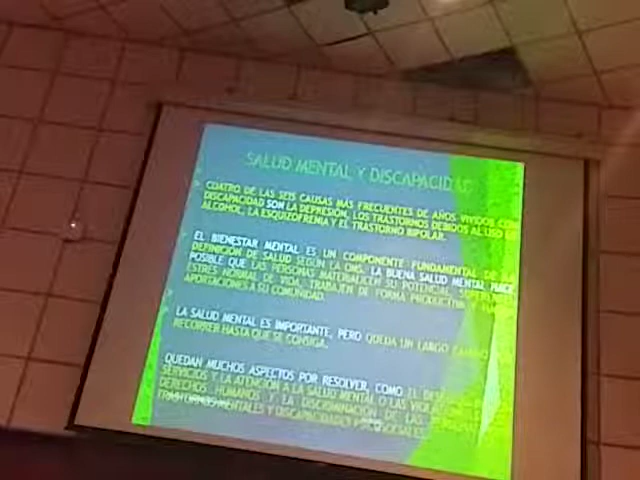 SALUD MENTAL Y DISCAPACIDAD
CUATRO DE LAS SEIS CAUSAS MÁS FRECUENTES DE AÑOS VIVIDOS CON
DISCAPACIDAD SON LA DEPRESIÓN, LOS TRASTORNOS DEBIDOS AL USO DE
ALCOHOL, LA ESQUIZOFRENIA Y EL TRASTORNO BIPOLAR.
EL BIENESTAR MENTAL ES UN COMPONENTE FUNDAMENTAL DE LA
DEFINICIÓN DE SALUD SEGÚN LA OMS. LA BUENA SALUD MENTAL HACE
POSIBLE QUE LAS PERSONAS MATERIALICEN SU POTENCIAL, SUPEREN EL
ESTRÉS NORMAL DE VIDA, TRABAJEN DE FORMA PRODUCTIVA Y HAGAN
APORTACIONES A SU COMUNIDAD.
LA SALUD MENTAL ES IMPORTANTE, PERO QUEDA UN LARGO CAMINO
RECORRER HASTA QUE SE CONSIGA.
QUEDAN MUCHOS ASPECTOS POR RESOLVER, COMO EL
SERVICIOS Y LA ATENCIÓN A LA SALUD MENTAL O LAS
DERECHOS HUMANOS Y LA DISCRIMINACIÓN DE
TRASTORNOS MENTALES Y DISCAPACIDADES PSICOSOCIALES